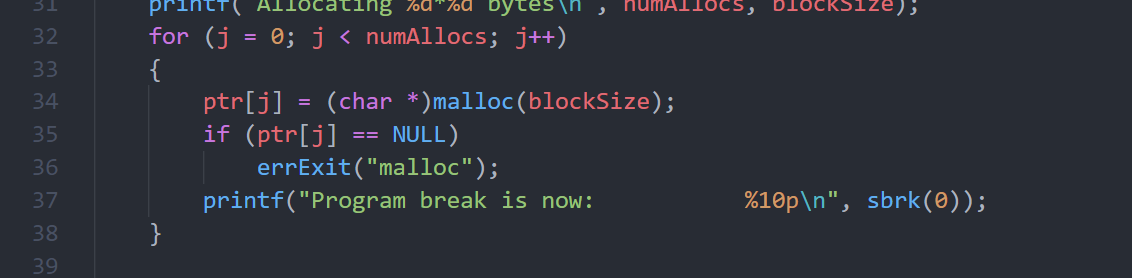 31 printf("Allocating %d*%d bytes\n", numAllocs, blockSize);
32 for (j = 0; j < numAllocs; j++)
33 {
34 ptr[j] = (char *)malloc(blockSize);
35 if (ptr[j] == NULL)
36 errExit("malloc");
37 printf("Program break is now:           %10p\n", sbrk(0));
38 }
39